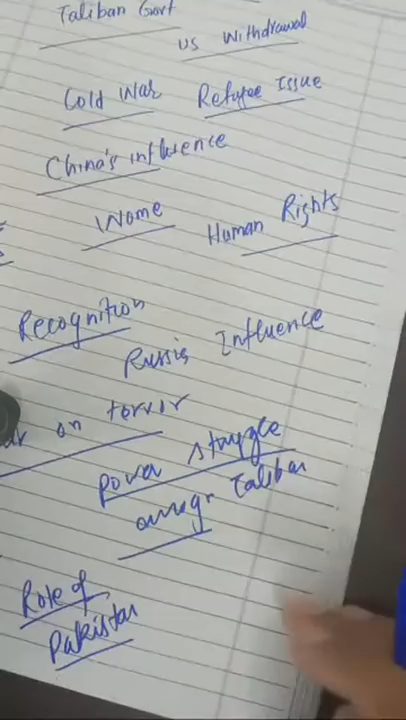 Taliban Govt
US Withdrawal
Cold War Refugee Issue
China's influence
Wome Human Rights
Recognition
Russia Influence
on terror
power struggle
among Taliban
Role of
Pakistan